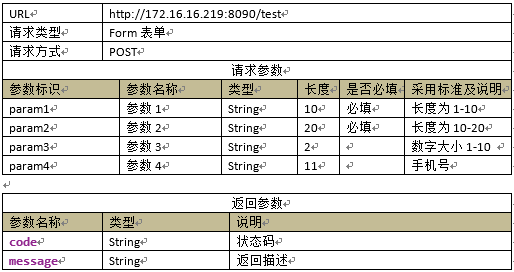 URL http://172.16.16.219:8090/test
请求类型 Form 表单
请求方式 POST
请求参数
参数标识 参数名称 类型 长度 是否必填 采用标准及说明
param1 参数 1 String 10 必填 长度为 1-10
param2 参数 2 String 20 必填 长度为 10-20
param3 参数 3 String 2 数字大小 1-10
param4 参数 4 String 11 手机号
返回参数
参数名称 类型 说明
code String 状态码
message String 返回描述